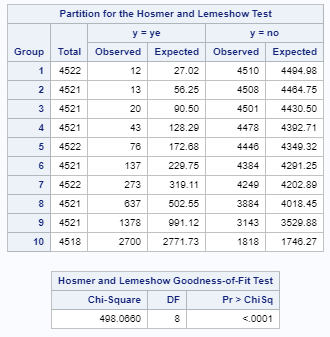 Partition for the Hosmer and Lemeshow Test
y = ye y = no
Group Total Observed Expected Observed Expected
1 4522 12 27.02 4510 4494.98
2 4521 13 56.25 4508 4464.75
3 4521 20 90.50 4501 4430.50
4 4521 43 128.29 4478 4392.71
5 4522 76 172.68 4446 4349.32
6 4521 137 229.75 4384 4291.25
7 4522 273 319.11 4249 4202.89
8 4521 637 502.55 3884 4018.45
9 4521 1378 991.12 3143 3529.88
10 4518 2700 2771.73 1818 1746.27
Hosmer and Lemeshow Goodness-of-Fit Test
Chi-Square DF Pr > ChiSq
498.0660 8 <.0001